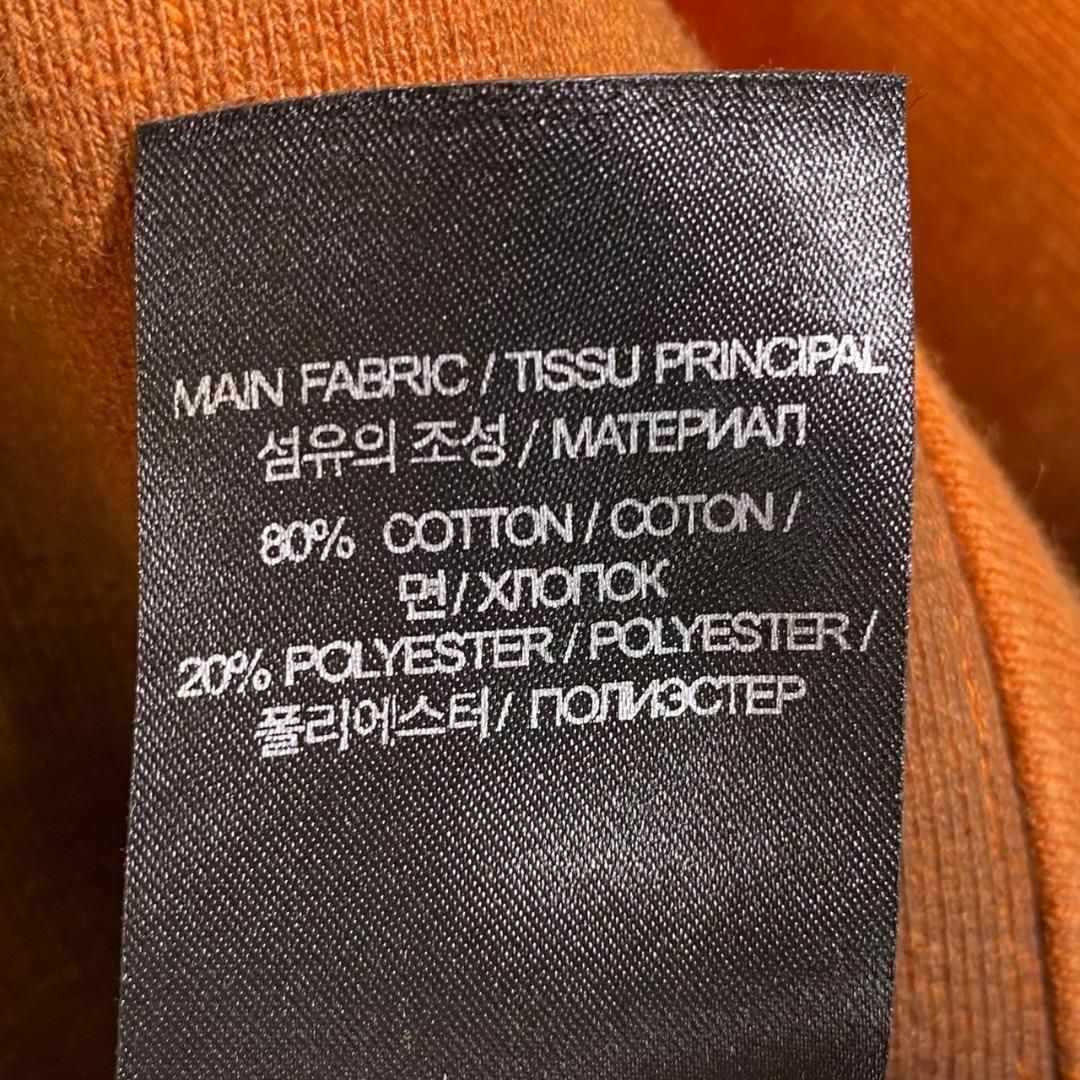 MAIN FABRIC / TISSU PRINCIPAL
섬유의 조성 / МАТЕРИАЛ
80% COTTON / COTON /
면 / ХЛОПОК
20% POLYESTER / POLYESTER /
폴리에스터 / ПОЛИЭСТЕР